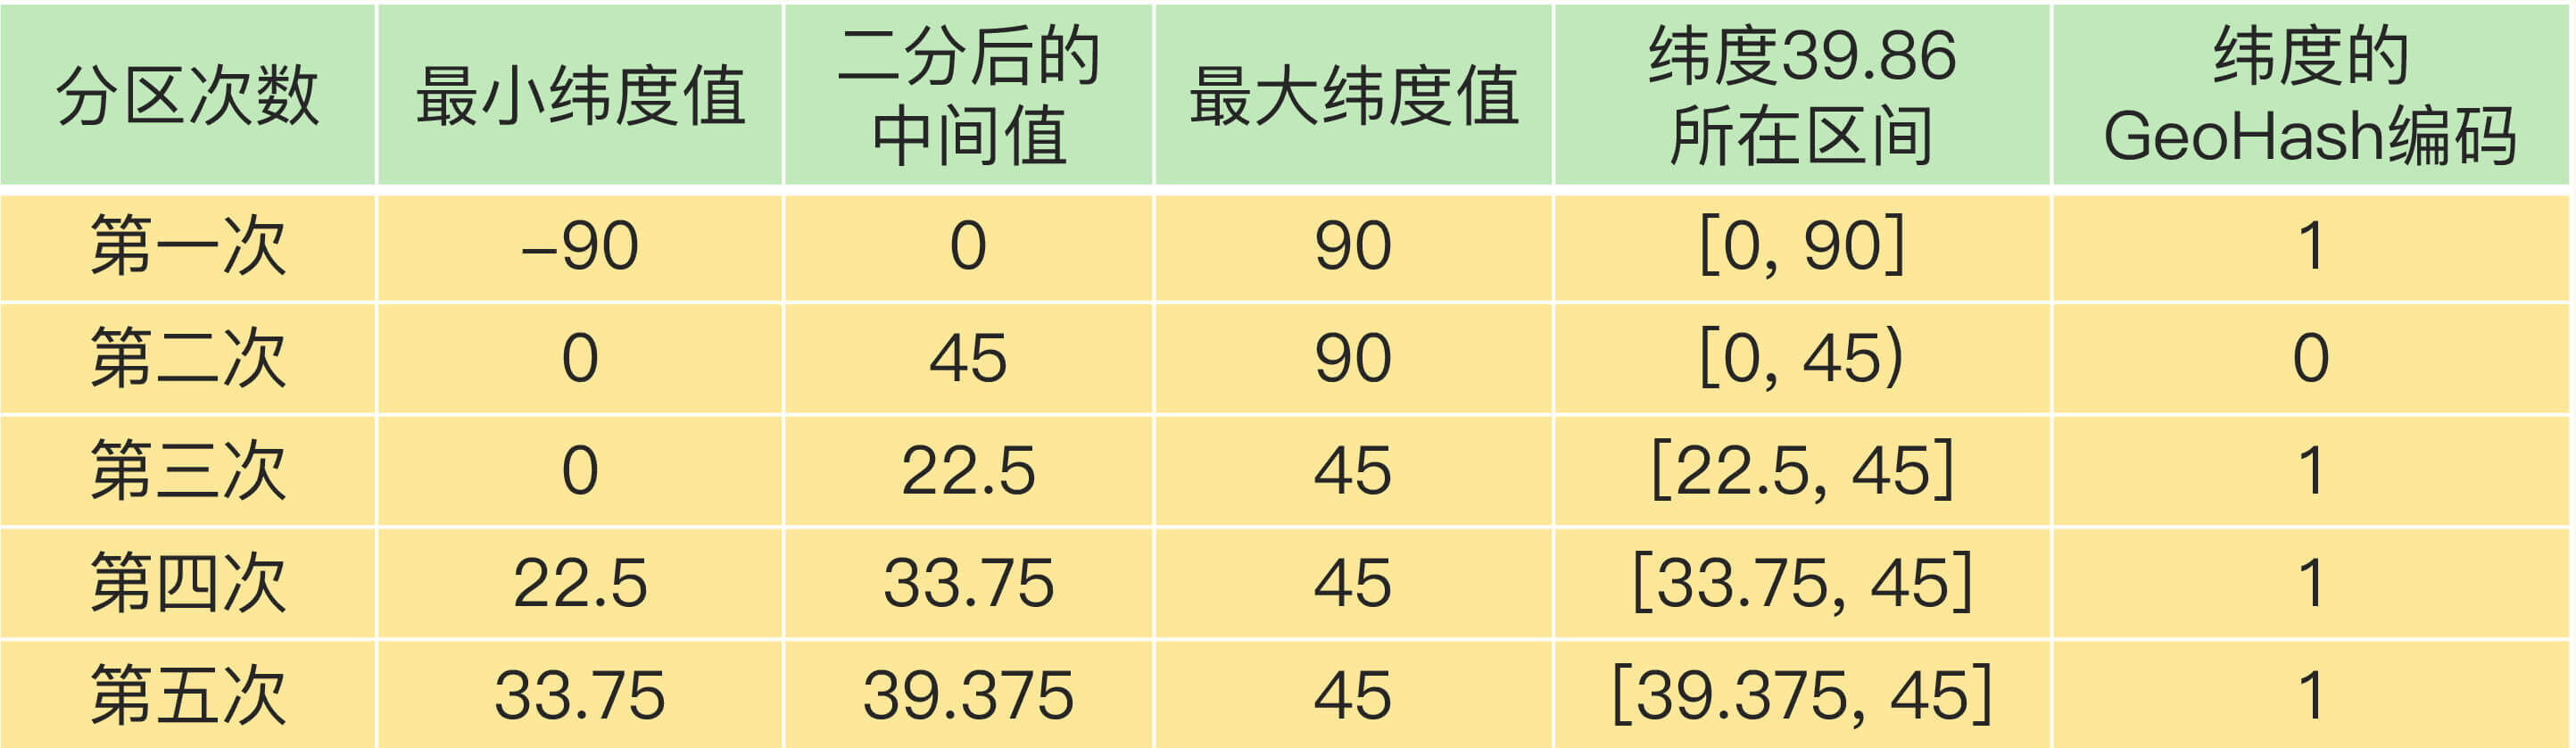 分区次数 最小纬度值 二分后的中间值 最大纬度值 纬度39.86所在区间 纬度的GeoHash编码
第一次 –90 0 90 [0, 90] 1
第二次 0 45 90 [0, 45) 0
第三次 0 22.5 45 [22.5, 45] 1
第四次 22.5 33.75 45 [33.75, 45] 1
第五次 33.75 39.375 45 [39.375, 45] 1